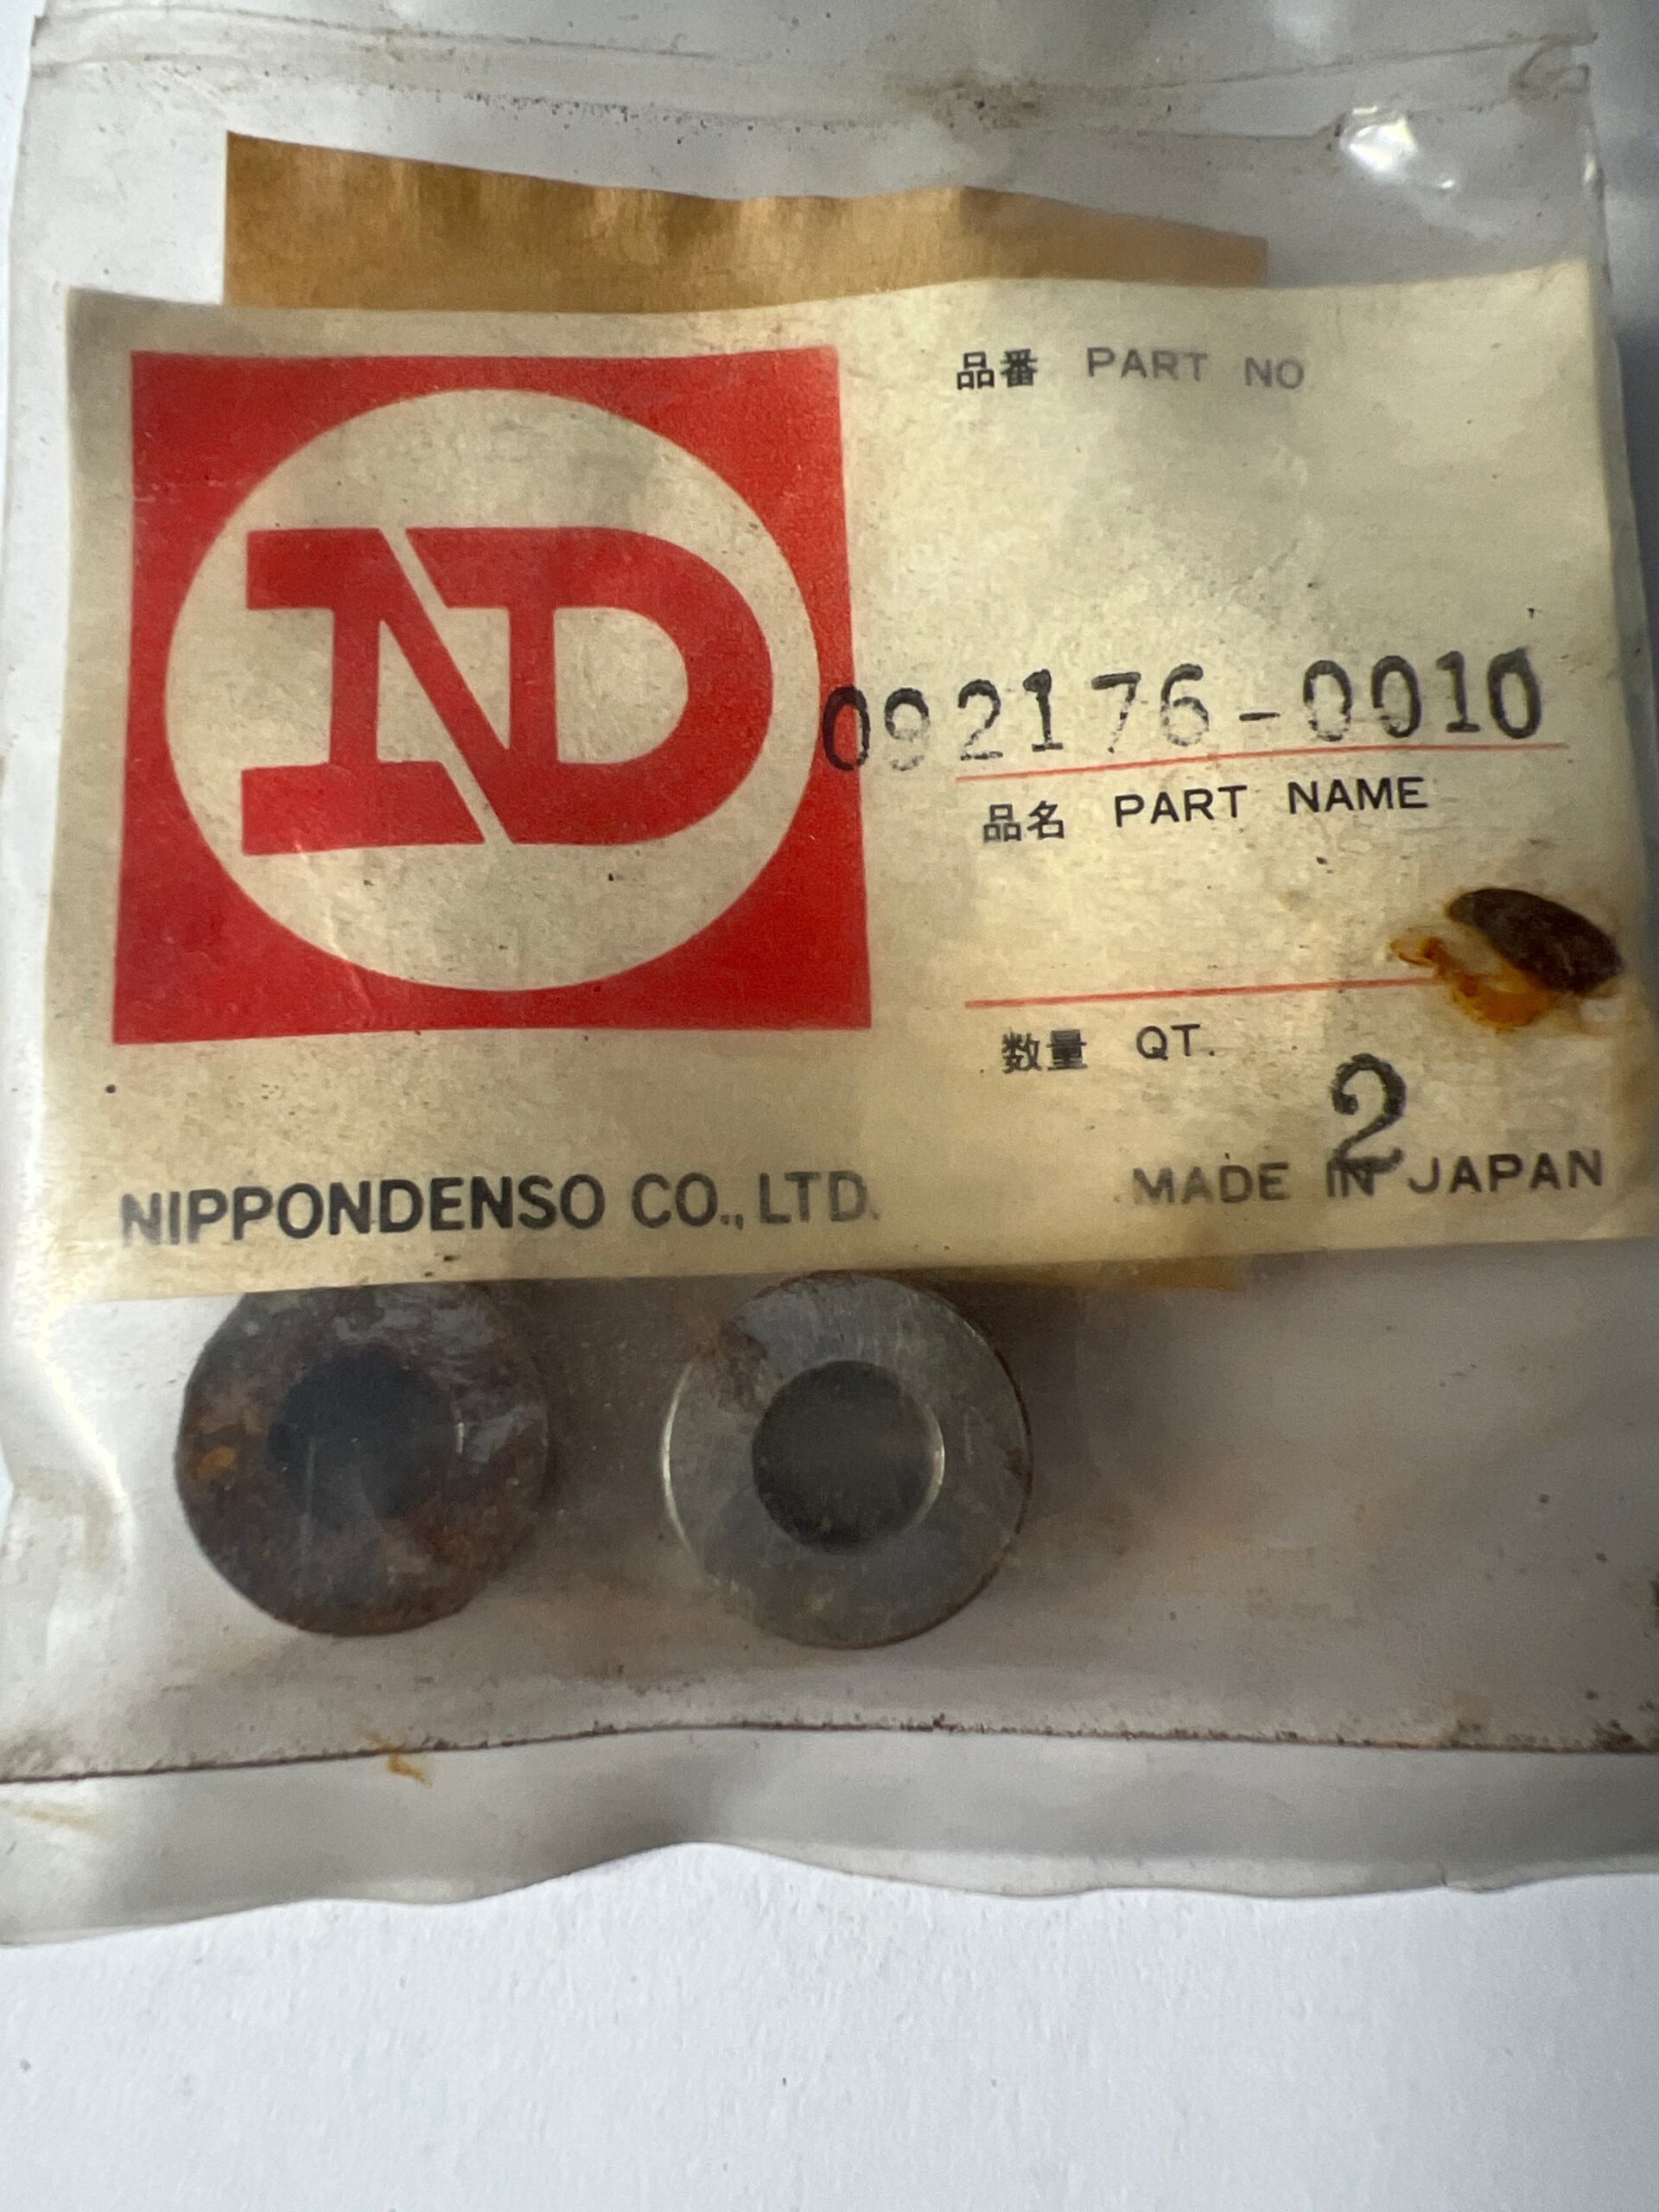 品番 PART NO
ND
092176-0010
品名 PART NAME
数量 QT.
2
NIPPONDENSO CO., LTD.
MADE IN JAPAN